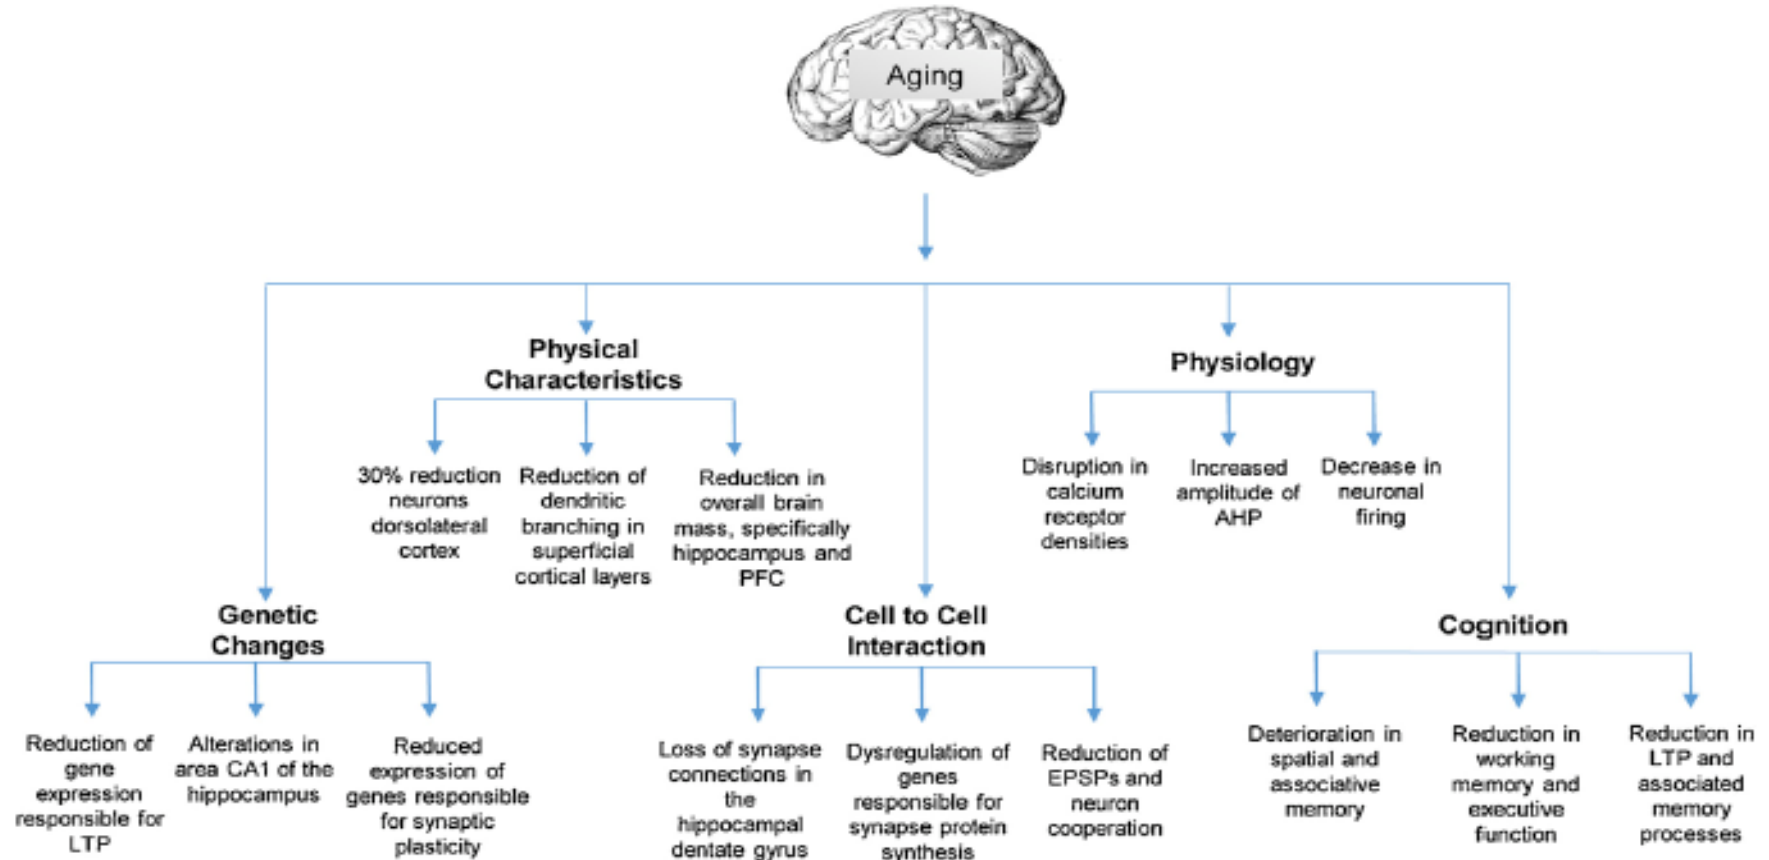 Aging
Physical
Characteristics
30% reduction
neurons
dorsolateral
cortex
Reduction of
dendritic
branching in
superficial
cortical layers
Reduction in
overall brain
mass, specifically
hippocampus and
PFC
Physiology
Disruption in
calcium
receptor
densities
Increased
amplitude of
AHP
Decrease in
neuronal
firing
Genetic
Changes
Reduction of
gene
expression
responsible for
LTP
Alterations in
area CA1 of the
hippocampus
Reduced
expression of
genes responsible
for synaptic
plasticity
Cell to Cell
Interaction
Loss of synapse
connections in
the
hippocampal
dentate gyrus
Dysregulation of
genes
responsible for
synapse protein
synthesis
Reduction of
EPSPs and
neuron
cooperation
Cognition
Deterioration in
spatial and
associative
memory
Reduction in
working
memory and
executive
function
Reduction in
LTP and
associated
memory
processes